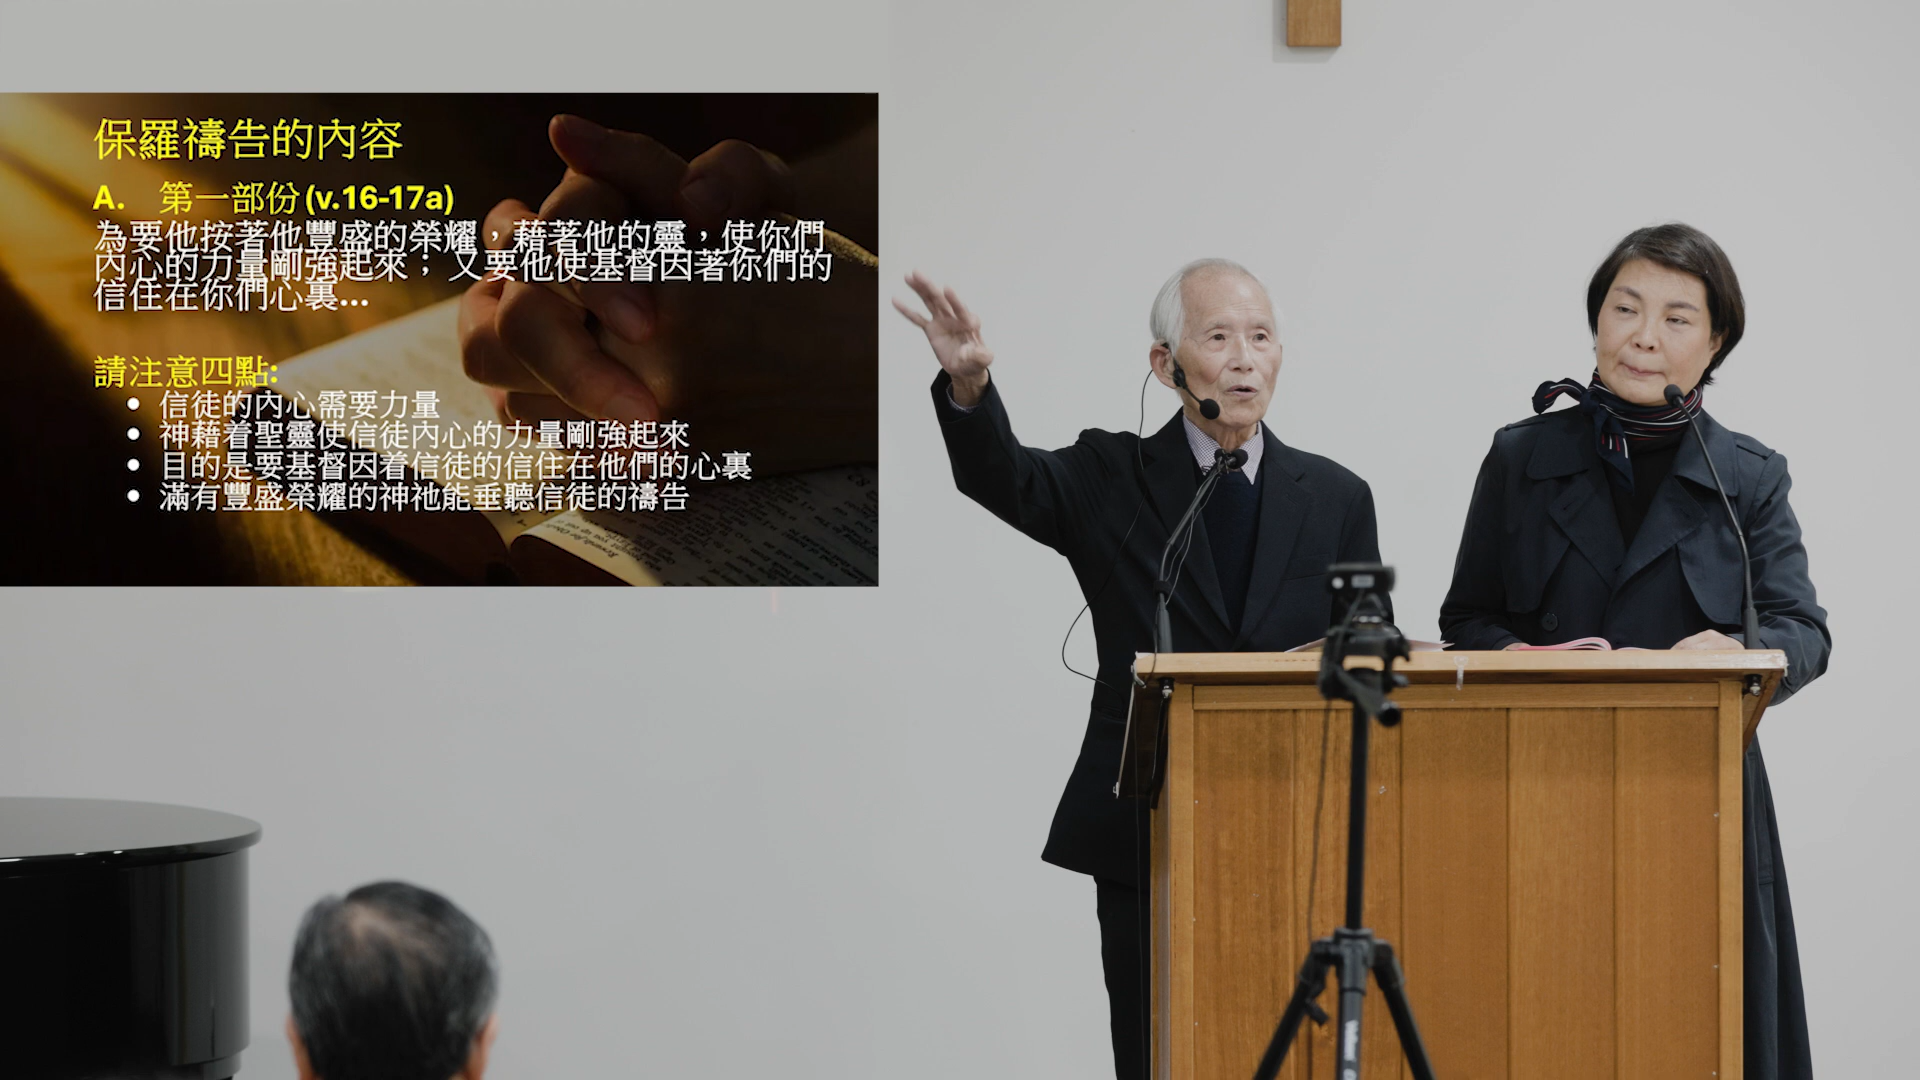 保羅禱告的內容
A. 第一部份 (v.16-17a)
為要他按著他豐盛的榮耀，藉著他的靈，使你們
內心的力量剛強起來； 又要他使基督因著你們的
信住在你們心裏...
請注意四點:
• 信徒的內心需要力量
• 神藉着聖靈使信徒內心的力量剛強起來
• 目的是要基督因着信徒的信住在他們的心裏
• 滿有豐盛榮耀的神祂能垂聽信徒的禱告